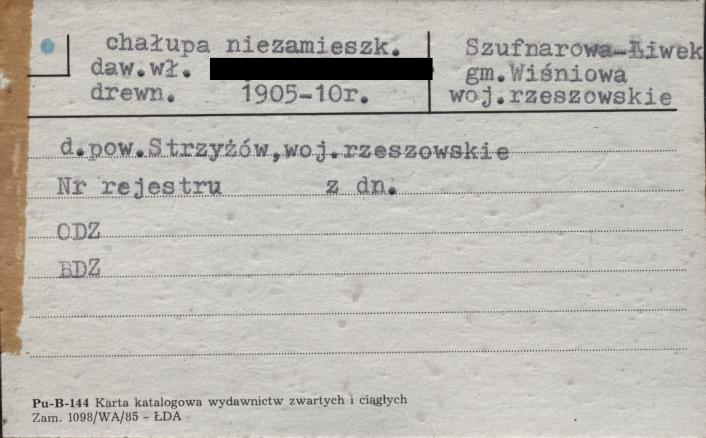 chałupa niezamieszk.
daw.wł.
drewn. 1905-10r.
Szufnarowa-Liwek
gm.Wiśniowa
woj.rzeszowskie
d.pow.Strzyżów,woj.rzeszowskie
Nr rejestru z dn.
ODZ
BDZ
Pu-B-144 Karta katalogowa wydawnictw zwartych i ciągłych
Zam. 1098/WA/85 – ŁDA